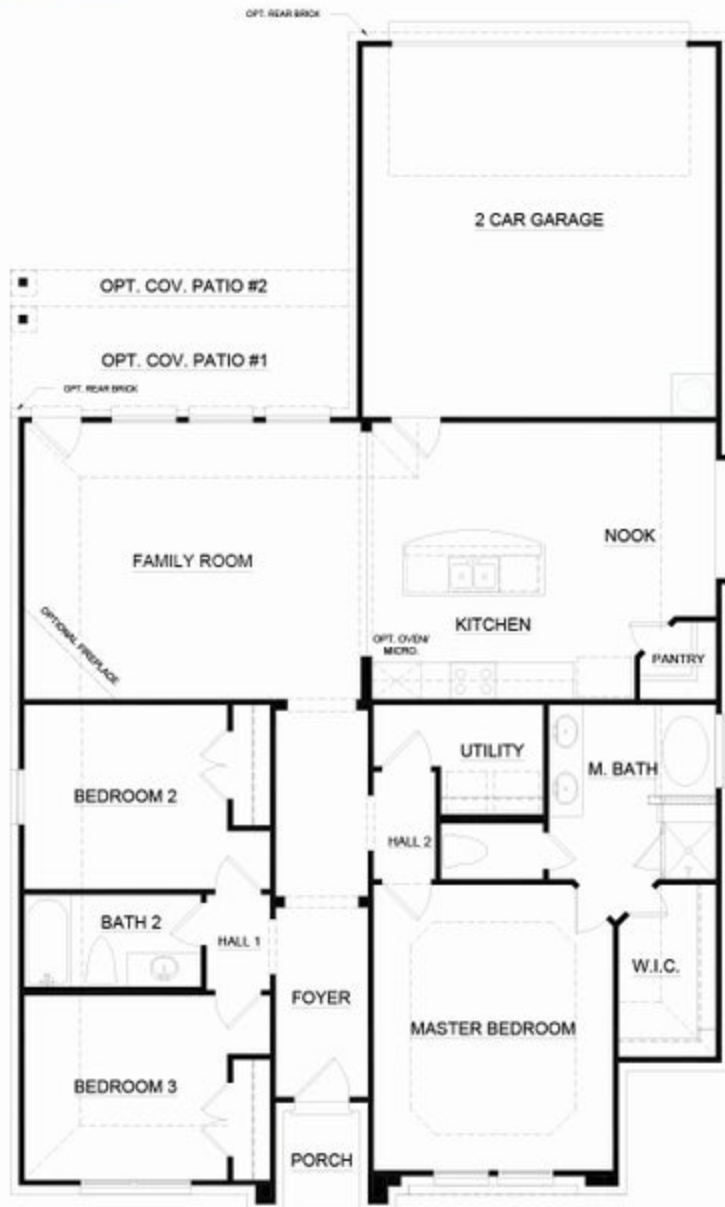 OPT. REAR BRICK
2 CAR GARAGE
OPT. COV. PATIO #2
OPT. COV. PATIO #1
OPT. REAR BRICK
FAMILY ROOM
NOOK
KITCHEN
OPT. OVEN/
MICRO.
PANTRY
OPTIONAL FIREPLACE
BEDROOM 2
UTILITY
M. BATH
HALL 2
BATH 2
HALL 1
FOYER
W.I.C.
MASTER BEDROOM
BEDROOM 3
PORCH